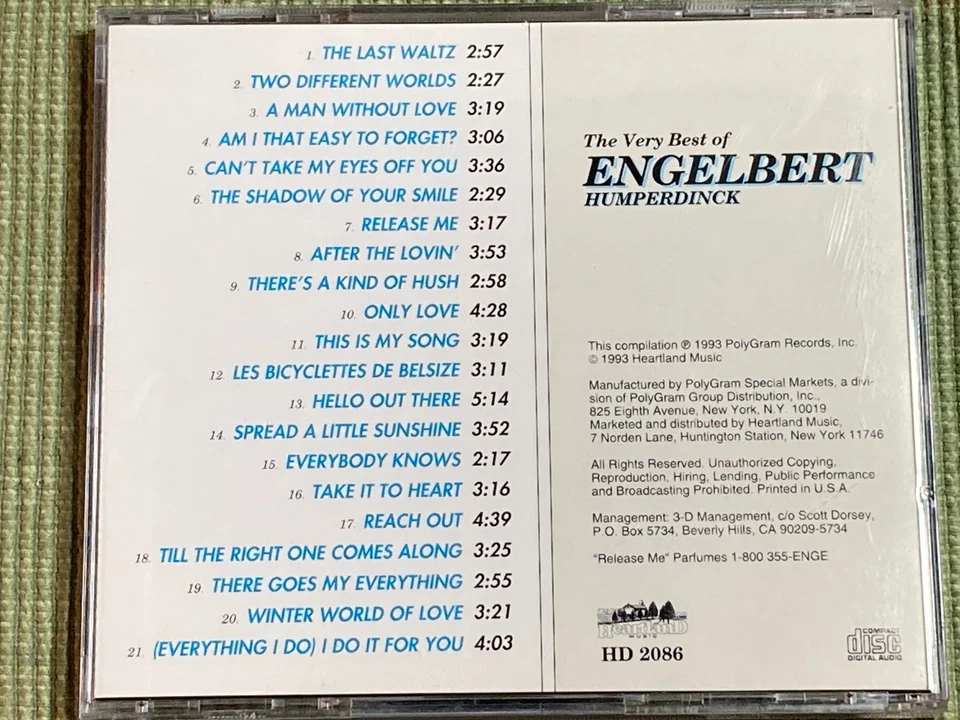 1. THE LAST WALTZ 2:57
2. TWO DIFFERENT WORLDS 2:27
3. A MAN WITHOUT LOVE 3:19
4. AM I THAT EASY TO FORGET? 3:06
5. CAN'T TAKE MY EYES OFF YOU 3:36
6. THE SHADOW OF YOUR SMILE 2:29
7. RELEASE ME 3:17
8. AFTER THE LOVIN' 3:53
9. THERE'S A KIND OF HUSH 2:58
10. ONLY LOVE 4:28
11. THIS IS MY SONG 3:19
12. LES BICYCLETTES DE BELSIZE 3:11
13. HELLO OUT THERE 5:14
14. SPREAD A LITTLE SUNSHINE 3:52
15. EVERYBODY KNOWS 2:17
16. TAKE IT TO HEART 3:16
17. REACH OUT 4:39
18. TILL THE RIGHT ONE COMES ALONG 3:25
19. THERE GOES MY EVERYTHING 2:55
20. WINTER WORLD OF LOVE 3:21
21. (EVERYTHING I DO) I DO IT FOR YOU 4:03
The Very Best of
ENGELBERT
HUMPERDINCK
This compilation ℗ 1993 PolyGram Records, Inc.
© 1993 Heartland Music
Manufactured by PolyGram Special Markets, a divi-
sion of PolyGram Group Distribution, Inc.,
825 Eighth Avenue, New York, N.Y. 10019
Marketed and distributed by Heartland Music,
7 Norden Lane, Huntington Station, New York 11746
All Rights Reserved. Unauthorized Copying,
Reproduction, Hiring, Lending, Public Performance
and Broadcasting Prohibited. Printed in U.S.A.
Management: 3-D Management, c/o Scott Dorsey,
P.O. Box 5734, Beverly Hills, CA 90209-5734
"Release Me" Parfumes 1-800 355-ENGE
HeartlanD
MUSIC
HD 2086
COMPACT
disc
DIGITAL AUDIO